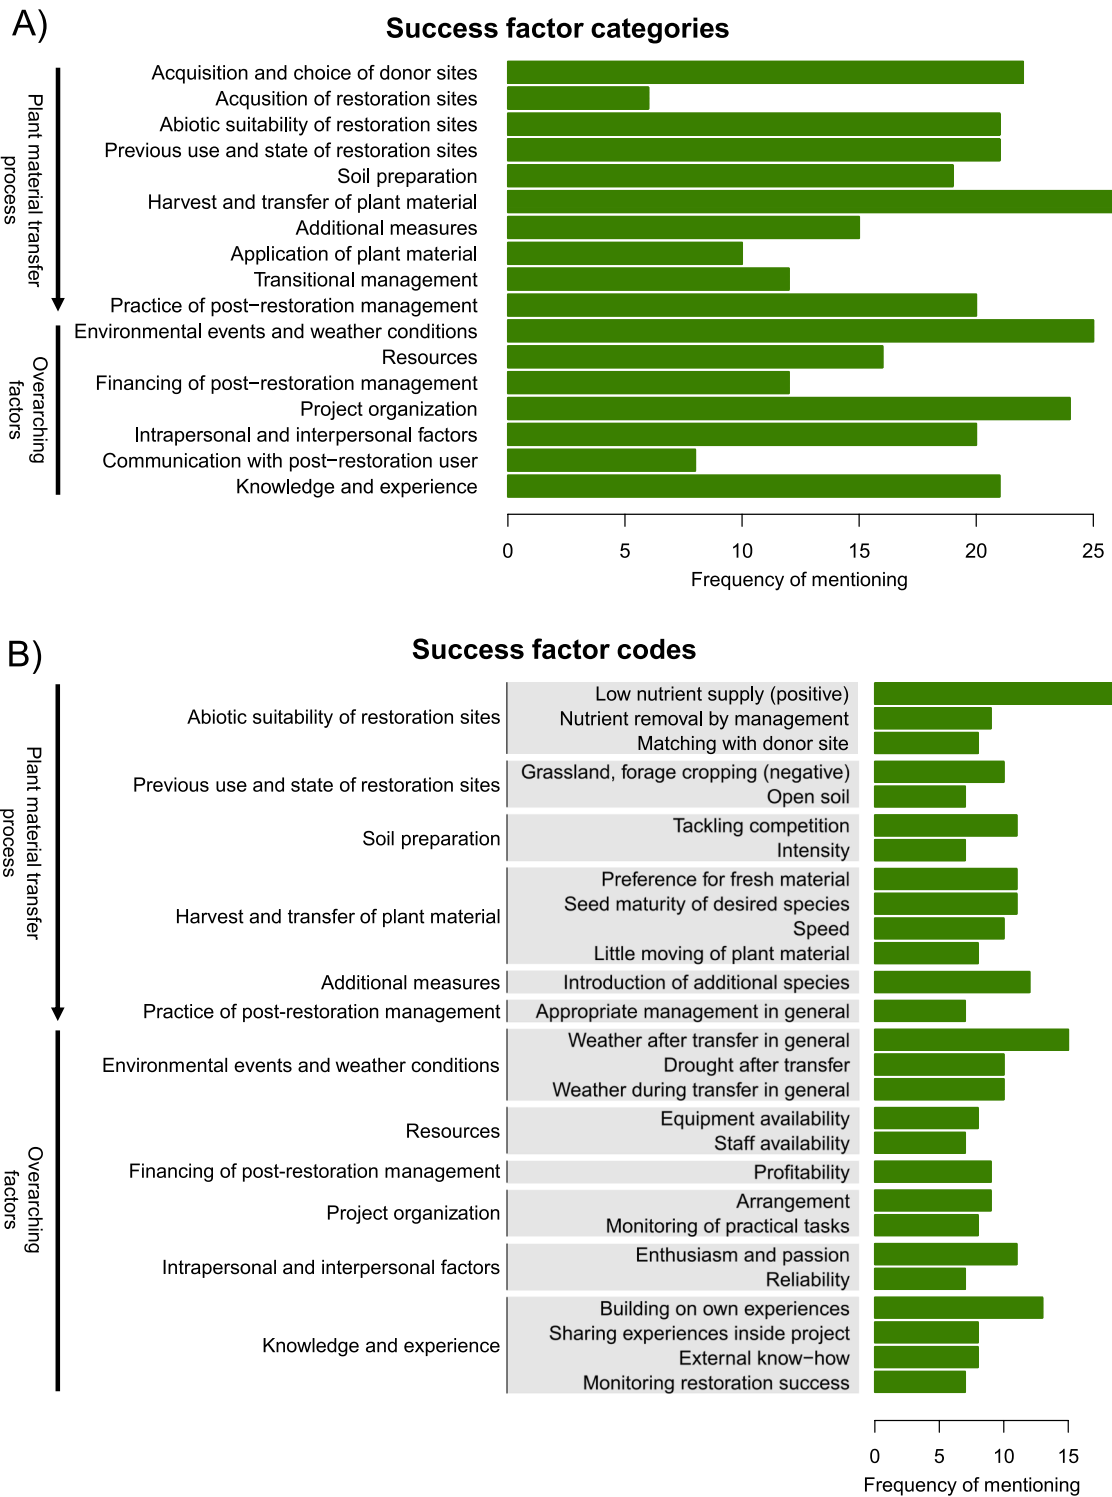 A)
Success factor categories
Plant material transfer
process
Acquisition and choice of donor sites
Acqusition of restoration sites
Abiotic suitability of restoration sites
Previous use and state of restoration sites
Soil preparation
Harvest and transfer of plant material
Additional measures
Application of plant material
Transitional management
Practice of post−restoration management
Overarching
factors
Environmental events and weather conditions
Resources
Financing of post−restoration management
Project organization
Intrapersonal and interpersonal factors
Communication with post−restoration user
Knowledge and experience
0 5 10 15 20 25
Frequency of mentioning
B)
Success factor codes
Plant material transfer
process
Abiotic suitability of restoration sites
Low nutrient supply (positive)
Nutrient removal by management
Matching with donor site
Previous use and state of restoration sites
Grassland, forage cropping (negative)
Open soil
Soil preparation
Tackling competition
Intensity
Harvest and transfer of plant material
Preference for fresh material
Seed maturity of desired species
Speed
Little moving of plant material
Additional measures
Introduction of additional species
Practice of post-restoration management
Appropriate management in general
Overarching
factors
Environmental events and weather conditions
Weather after transfer in general
Drought after transfer
Weather during transfer in general
Resources
Equipment availability
Staff availability
Financing of post-restoration management
Profitability
Project organization
Arrangement
Monitoring of practical tasks
Intrapersonal and interpersonal factors
Enthusiasm and passion
Reliability
Knowledge and experience
Building on own experiences
Sharing experiences inside project
External know−how
Monitoring restoration success
0 5 10 15
Frequency of mentioning